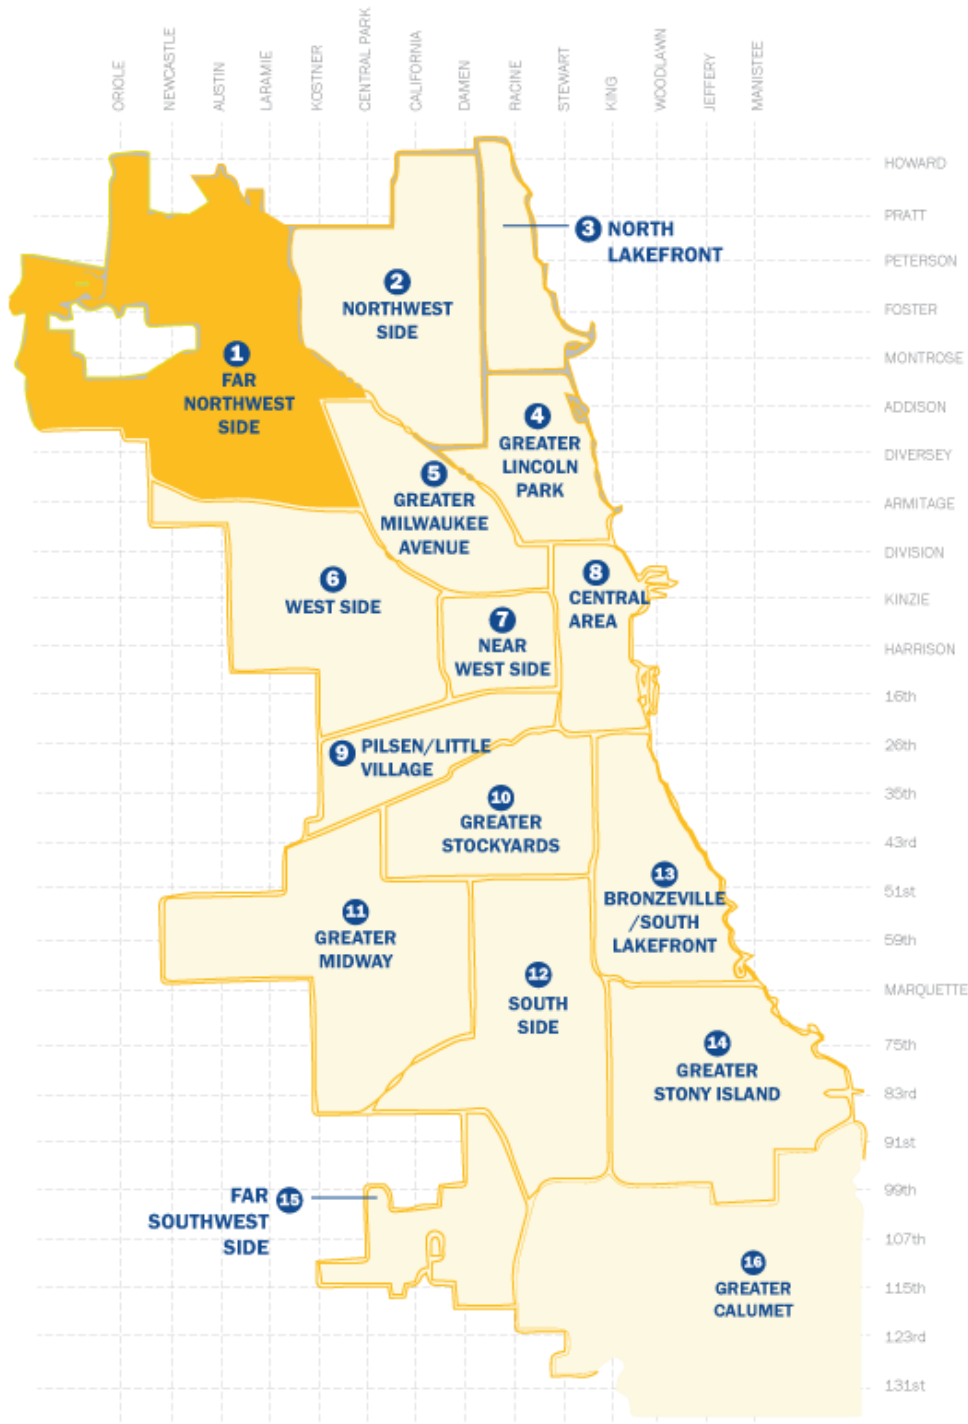 ORIOLE
NEWCASTLE
AUSTIN
LARAMIE
KOSTNER
CENTRAL PARK
CALIFORNIA
DAMEN
RACINE
STEWART
KING
WOODLAWN
JEFFERY
MANISTEE
HOWARD
PRATT
PETERSON
FOSTER
MONTROSE
ADDISON
DIVERSEY
ARMITAGE
DIVISION
KINZIE
HARRISON
16th
26th
35th
43rd
51st
59th
MARQUETTE
75th
83rd
91st
99th
107th
115th
123rd
131st
1
FAR
NORTHWEST
SIDE
2
NORTHWEST
SIDE
3 NORTH
LAKEFRONT
4
GREATER
LINCOLN
PARK
5
GREATER
MILWAUKEE
AVENUE
6
WEST SIDE
7
NEAR
WEST SIDE
8
CENTRAL
AREA
9 PILSEN/LITTLE
VILLAGE
10
GREATER
STOCKYARDS
11
GREATER
MIDWAY
12
SOUTH
SIDE
13
BRONZEVILLE
/SOUTH
LAKEFRONT
14
GREATER
STONY ISLAND
FAR 15
SOUTHWEST
SIDE
16
GREATER
CALUMET